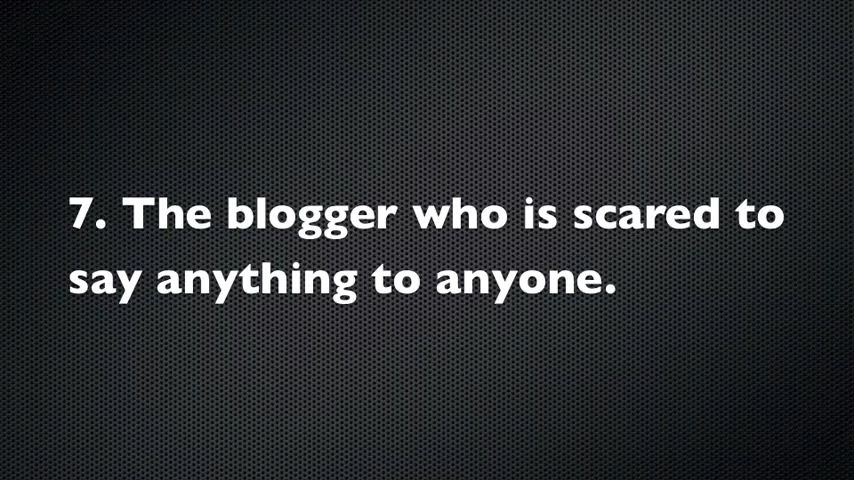 7. The blogger who is scared to
say anything to anyone.